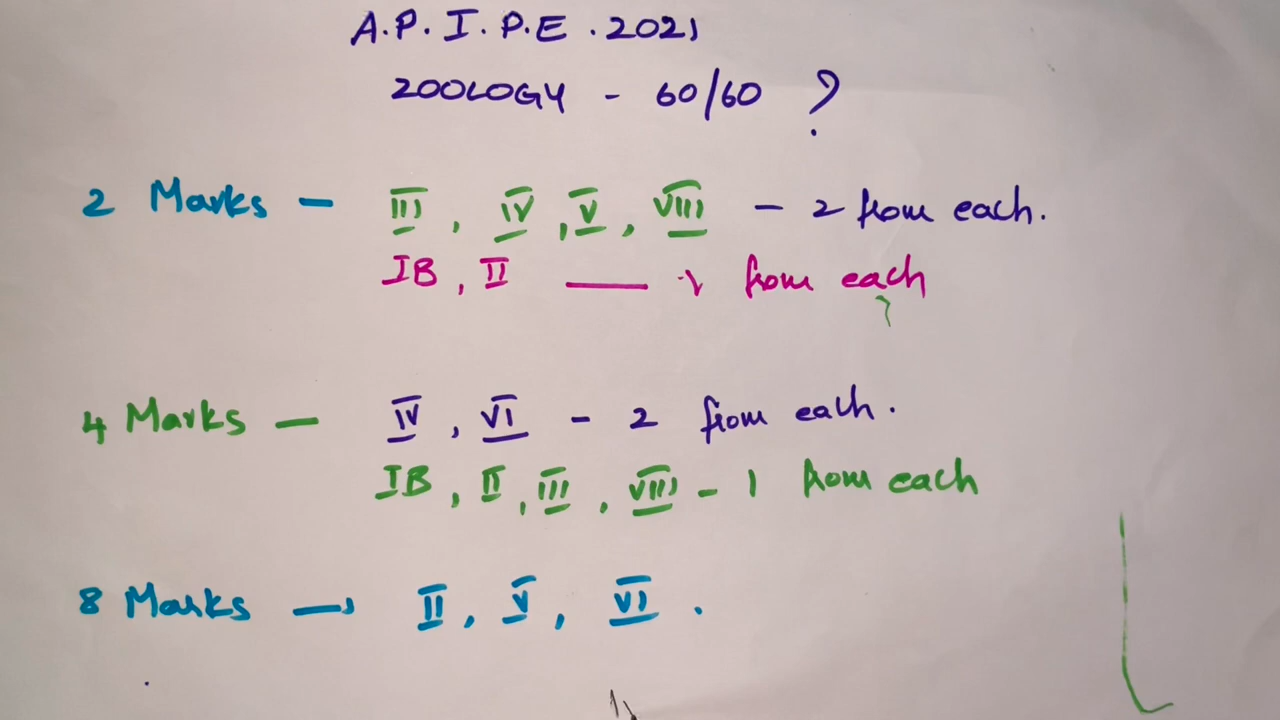 A.P.I.P.E.2021
ZOOLOGY - 60/60 ?
2 Marks - III, IV, V, VIII - 2 from each.
IB, II — 1 from each
4 Marks - IV, VI - 2 from each.
IB, II, III, VIII - 1 from each
8 Marks → II, V, VI.